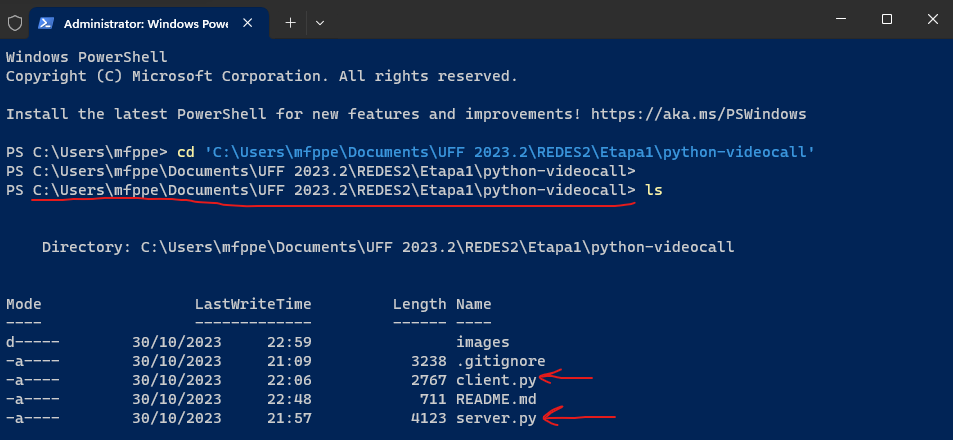 Administrator: Windows Powe
Windows PowerShell
Copyright (C) Microsoft Corporation. All rights reserved.
Install the latest PowerShell for new features and improvements! https://aka.ms/PSWindows
PS C:\Users\mfppe> cd 'C:\Users\mfppe\Documents\UFF 2023.2\REDES2\Etapa1\python-videocall'
PS C:\Users\mfppe\Documents\UFF 2023.2\REDES2\Etapa1\python-videocall>
PS C:\Users\mfppe\Documents\UFF 2023.2\REDES2\Etapa1\python-videocall> ls
Directory: C:\Users\mfppe\Documents\UFF 2023.2\REDES2\Etapa1\python-videocall
Mode LastWriteTime Length Name
---- ------------- ------ ----
d----- 30/10/2023 22:59 images
-a---- 30/10/2023 21:09 3238 .gitignore
-a---- 30/10/2023 22:06 2767 client.py
-a---- 30/10/2023 22:48 711 README.md
-a---- 30/10/2023 21:57 4123 server.py